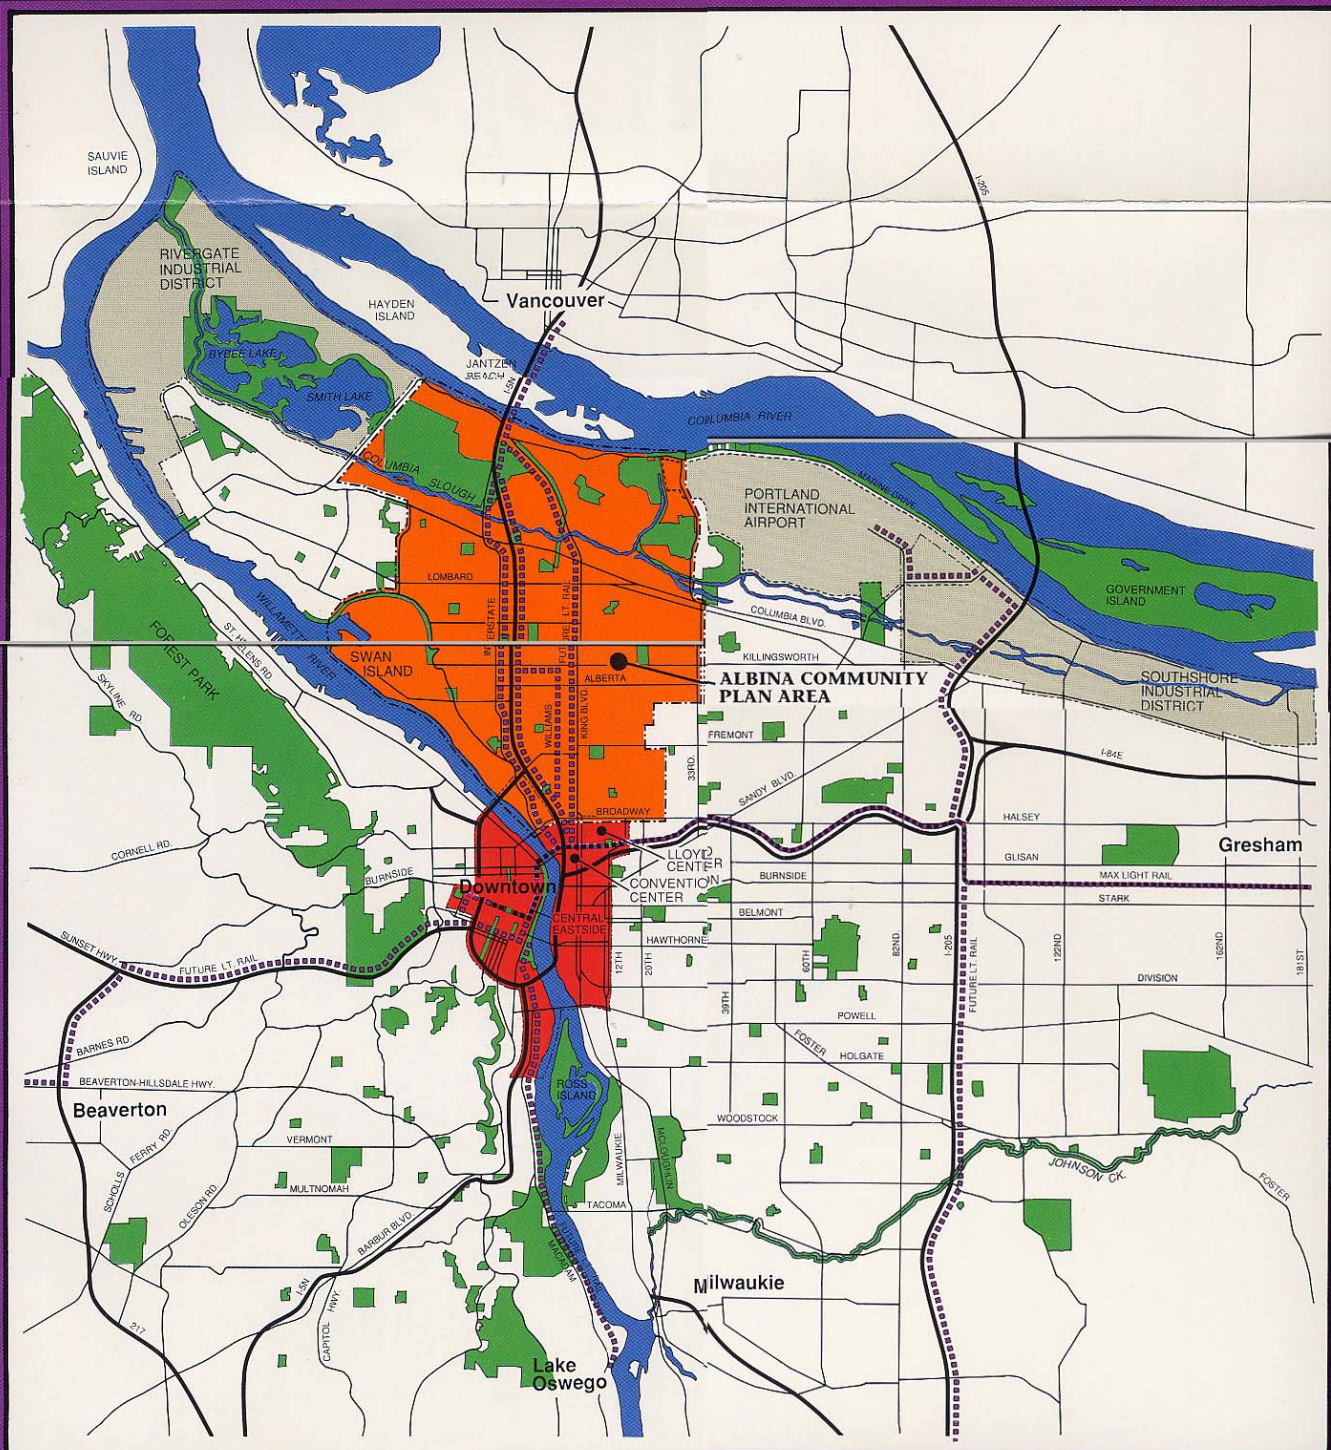 SAUVIE
ISLAND
I-205
RIVERGATE
INDUSTRIAL
DISTRICT
HAYDEN
ISLAND
Vancouver
BYBEE LAKE
SMITH LAKE
JANTZEN
BEACH
I-5N
COLUMBIA RIVER
COLUMBIA
SLOUGH
MARINE DRIVE
PORTLAND
INTERNATIONAL
AIRPORT
GOVERNMENT
ISLAND
LOMBARD
INTERSTATE
FUTURE LT. RAIL
COLUMBIA BLVD.
WILLAMETTE
RIVER
FOREST PARK
ST. HELENS RD.
SKYLINE RD.
SWAN
ISLAND
KILLINGSWORTH
ALBERTA
ALBINA COMMUNITY
PLAN AREA
SOUTHSHORE
INDUSTRIAL
DISTRICT
WILLIAMS
KING BLVD.
FREMONT
33RD.
SANDY BLVD.
I-84E
BROADWAY
HALSEY
CORNELL RD.
BURNSIDE
Downtown
LLOYD
CENTER
CONVENTION
CENTER
GLISAN
Gresham
BURNSIDE
MAX LIGHT RAIL
STARK
CENTRAL
EASTSIDE
BELMONT
HAWTHORNE
SUNSET HWY.
FUTURE LT. RAIL
12TH
20TH
39TH
60TH
82ND
I-205
FUTURE LT. RAIL
122ND
162ND
181ST
DIVISION
POWELL
FOSTER
HOLGATE
BARNES RD.
BEAVERTON-HILLSDALE HWY.
Beaverton
ROSS
ISLAND
WOODSTOCK
VERMONT
FERRY RD.
SCHOLLS
MULTNOMAH
OLESON RD.
BARBUR BLVD.
MILWAUKIE
MCLOUGHLIN
TACOMA
JOHNSON CK.
FOSTER
MACADAM
Milwaukie
I-5N
CAPITOL HWY.
217
Lake
Oswego